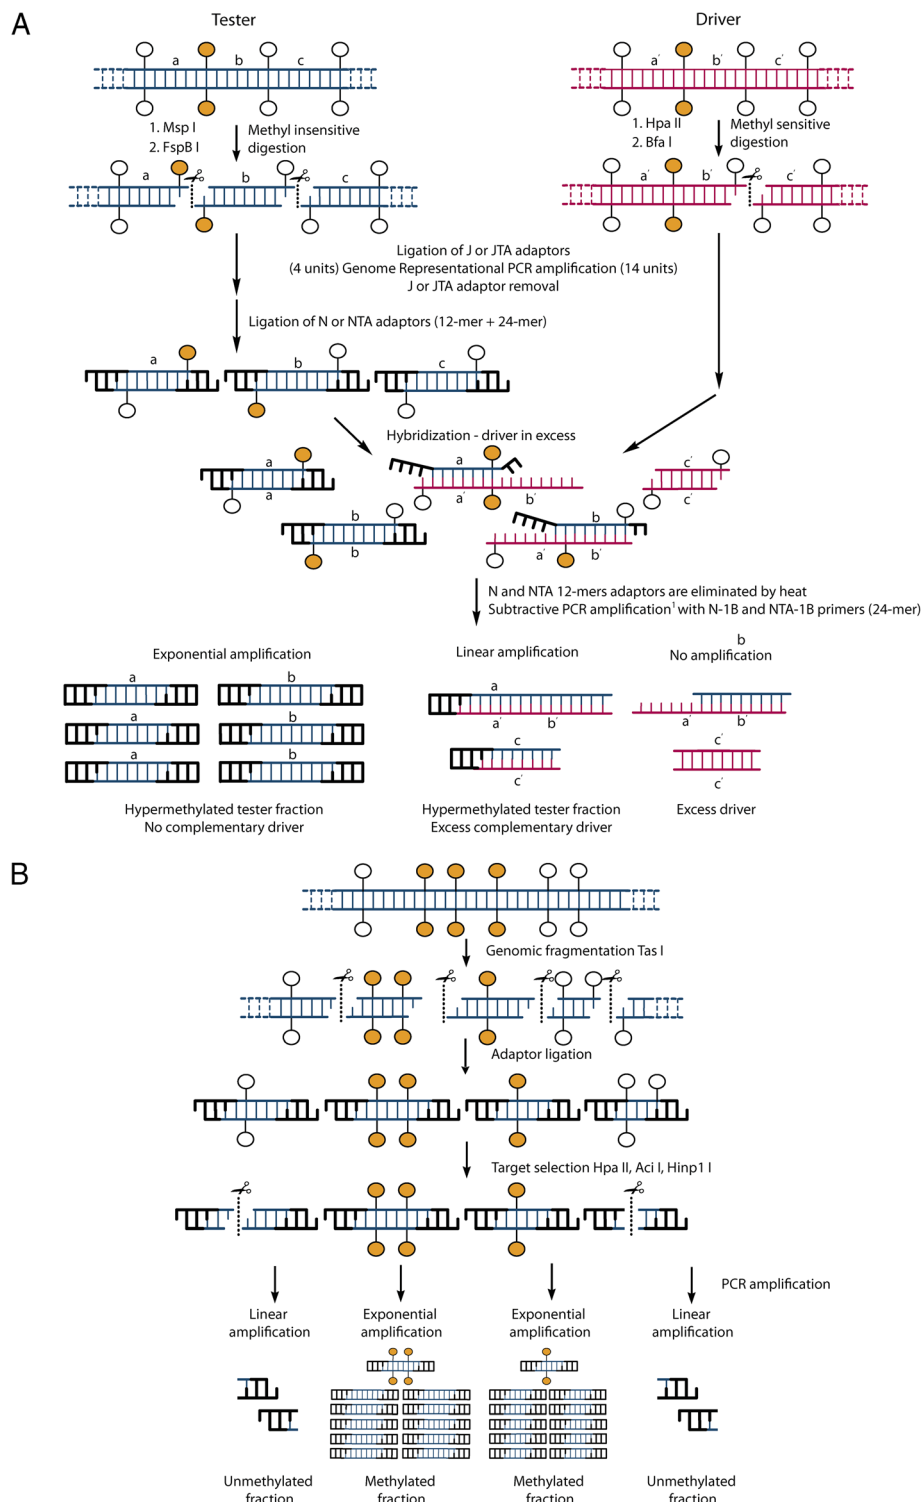 A
Tester
Driver
a b c
a' b' c'
1. Msp I
2. FspB I
Methyl insensitive
digestion
1. Hpa II
2. Bfa I
Methyl sensitive
digestion
a b c
a' b' c'
Ligation of J or JTA adaptors
(4 units) Genome Representational PCR amplification (14 units)
J or JTA adaptor removal
Ligation of N or NTA adaptors (12-mer + 24-mer)
a b c
Hybridization - driver in excess
a a c'
a a' b' c'
b b
b a' b'
N and NTA 12-mers adaptors are eliminated by heat
Subtractive PCR amplification1 with N-1B and NTA-1B primers (24-mer)
Exponential amplification
Linear amplification
b
No amplification
a b a
a b a' b' a' b'
a b c c'
c' c'
Hypermethylated tester fraction
No complementary driver
Hypermethylated tester fraction
Excess complementary driver
Excess driver
B
Genomic fragmentation Tas I
Adaptor ligation
Target selection Hpa II, Aci I, Hinp1 I
PCR amplification
Linear
amplification
Exponential
amplification
Exponential
amplification
Linear
amplification
Unmethylated
fraction
Methylated
fraction
Methylated
fraction
Unmethylated
fraction